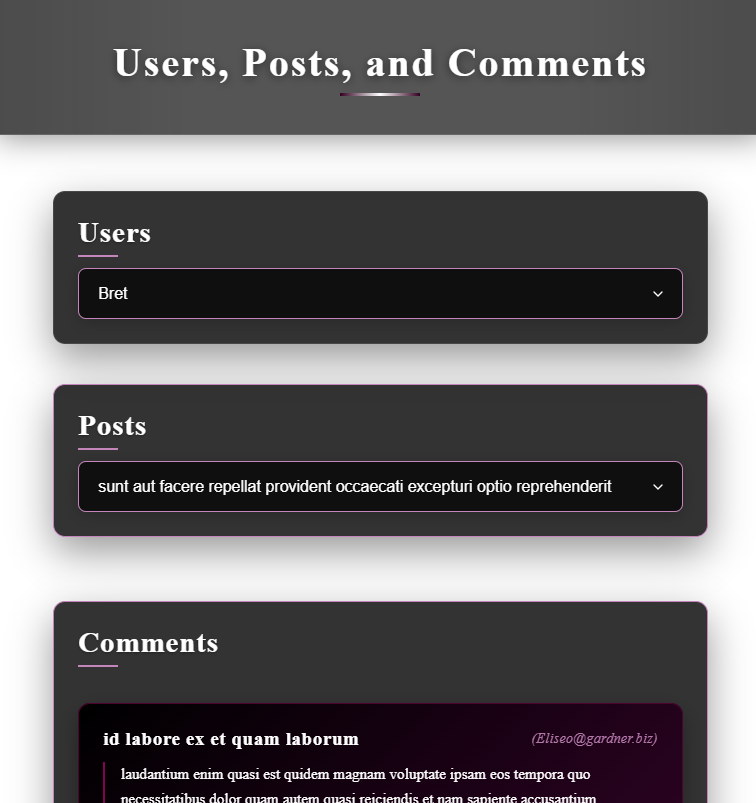 Users, Posts, and Comments
Users
Bret
Posts
sunt aut facere repellat provident occaecati excepturi optio reprehenderit
Comments
id labore ex et quam laborum
(Eliseo@gardner.biz)
laudantium enim quasi est quidem magnam voluptate ipsam eos tempora quo
necessitatibus dolor quam autem quasi reiciendis et nam sapiente accusantium